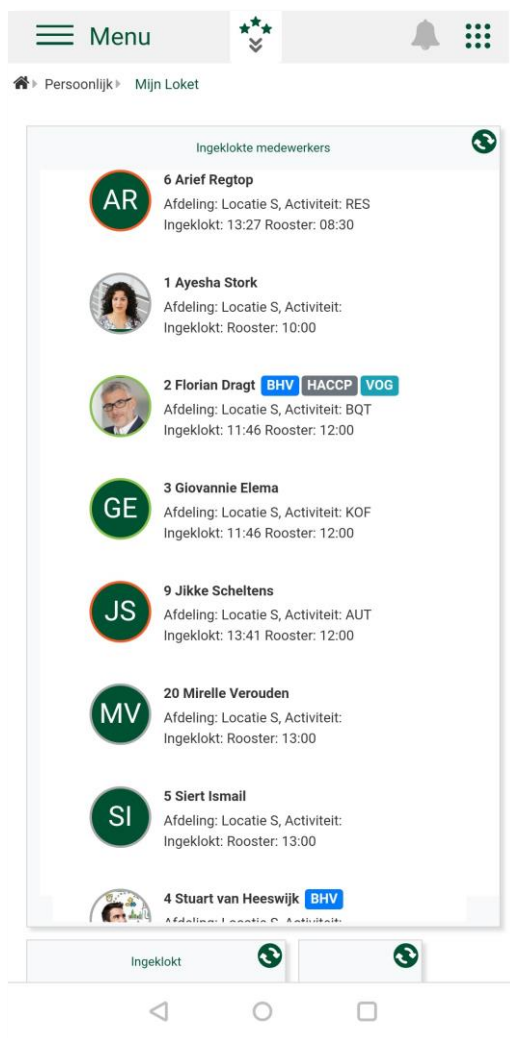 Menu
Persoonlijk Mijn Loket
Ingeklokte medewerkers
AR
6 Arief Regtop
Afdeling: Locatie S, Activiteit: RES
Ingeklokt: 13:27 Rooster: 08:30
1 Ayesha Stork
Afdeling: Locatie S, Activiteit:
Ingeklokt: Rooster: 10:00
2 Florian Dragt BHV HACCP VOG
Afdeling: Locatie S, Activiteit: BQT
Ingeklokt: 11:46 Rooster: 12:00
GE
3 Giovannie Elema
Afdeling: Locatie S, Activiteit: KOF
Ingeklokt: 11:46 Rooster: 12:00
JS
9 Jikke Scheltens
Afdeling: Locatie S, Activiteit: AUT
Ingeklokt: 13:41 Rooster: 12:00
MV
20 Mirelle Verouden
Afdeling: Locatie S, Activiteit:
Ingeklokt: Rooster: 13:00
SI
5 Siert Ismail
Afdeling: Locatie S, Activiteit:
Ingeklokt: Rooster: 13:00
4 Stuart van Heeswijk BHV
Afdeling: Locatie S, Activiteit:
Ingeklokt